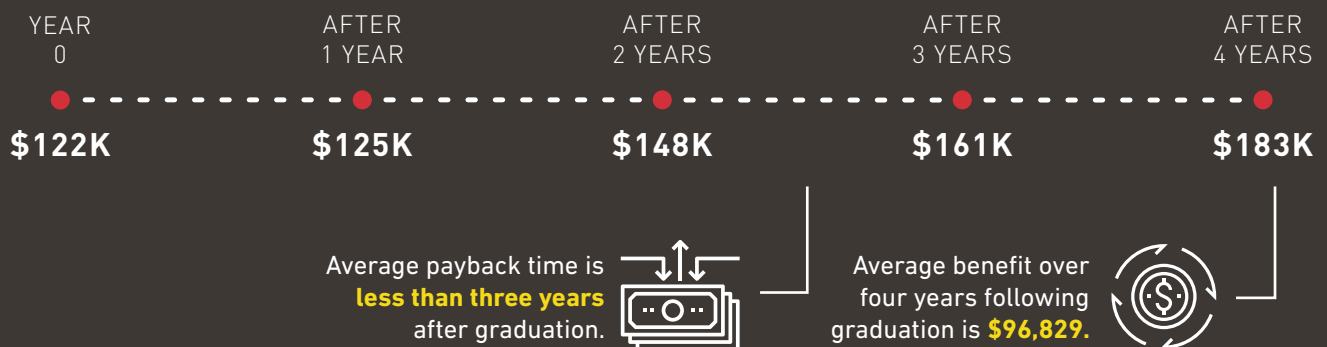 YEAR
0
AFTER
1 YEAR
AFTER
2 YEARS
AFTER
3 YEARS
AFTER
4 YEARS
$122K
$125K
$148K
$161K
$183K
Average payback time is
less than three years
after graduation.
Average benefit over
four years following
graduation is $96,829.
$